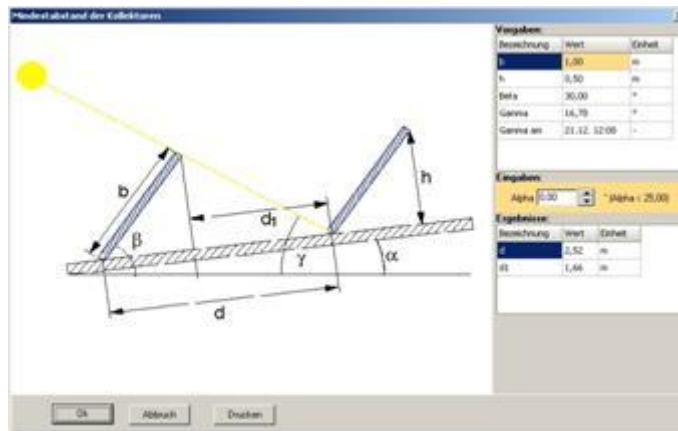 Mindestabstand der Kollektoren
Vorgaben:
Bezeichnung Wert Einheit
b 1,00 m
h 0,50 m
Beta 30,00 °
Gamma 16,70 °
Gamma am 21.12. 12:00 -
Eingaben:
Alpha 0,00 ° (Alpha < 25,00)
Ergebnisse:
Bezeichnung Wert Einheit
d 2,52 m
d1 1,66 m
b
h
d1
β
γ
α
d
Ok Abbruch Drucken